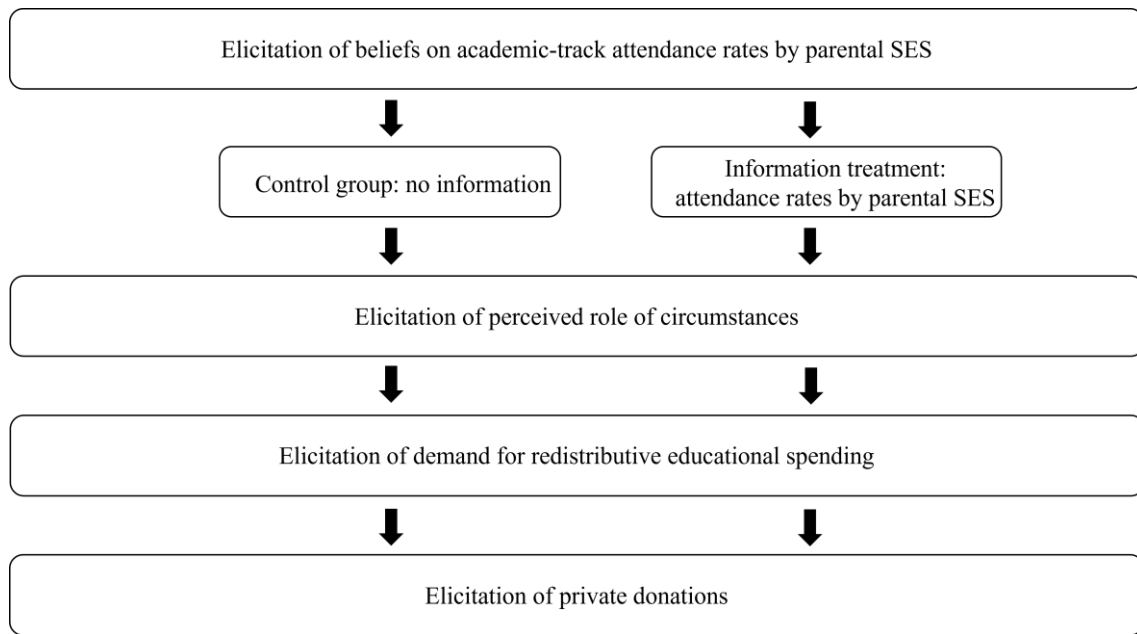 Elicitation of beliefs on academic-track attendance rates by parental SES
Control group: no information
Information treatment:
attendance rates by parental SES
Elicitation of perceived role of circumstances
Elicitation of demand for redistributive educational spending
Elicitation of private donations